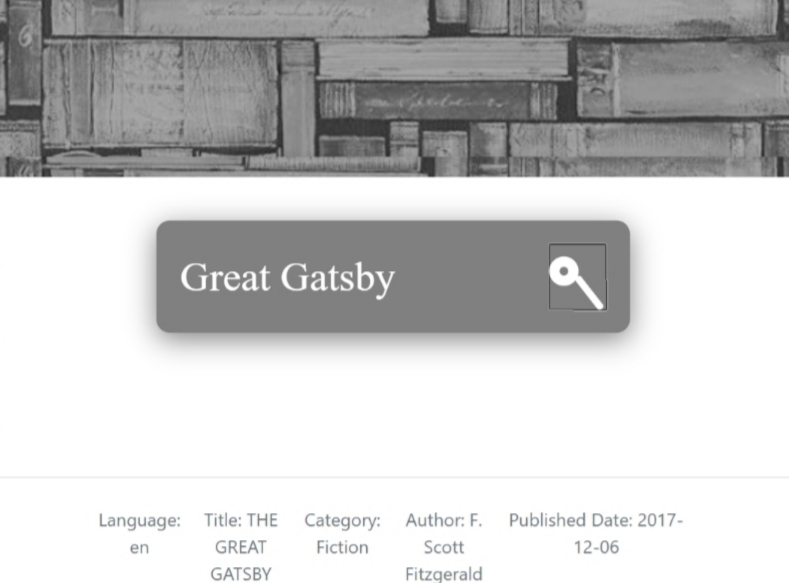 Great Gatsby
Language: Title: THE Category: Author: F. Published Date: 2017-
en GREAT Fiction Scott 12-06
GATSBY Fitzgerald